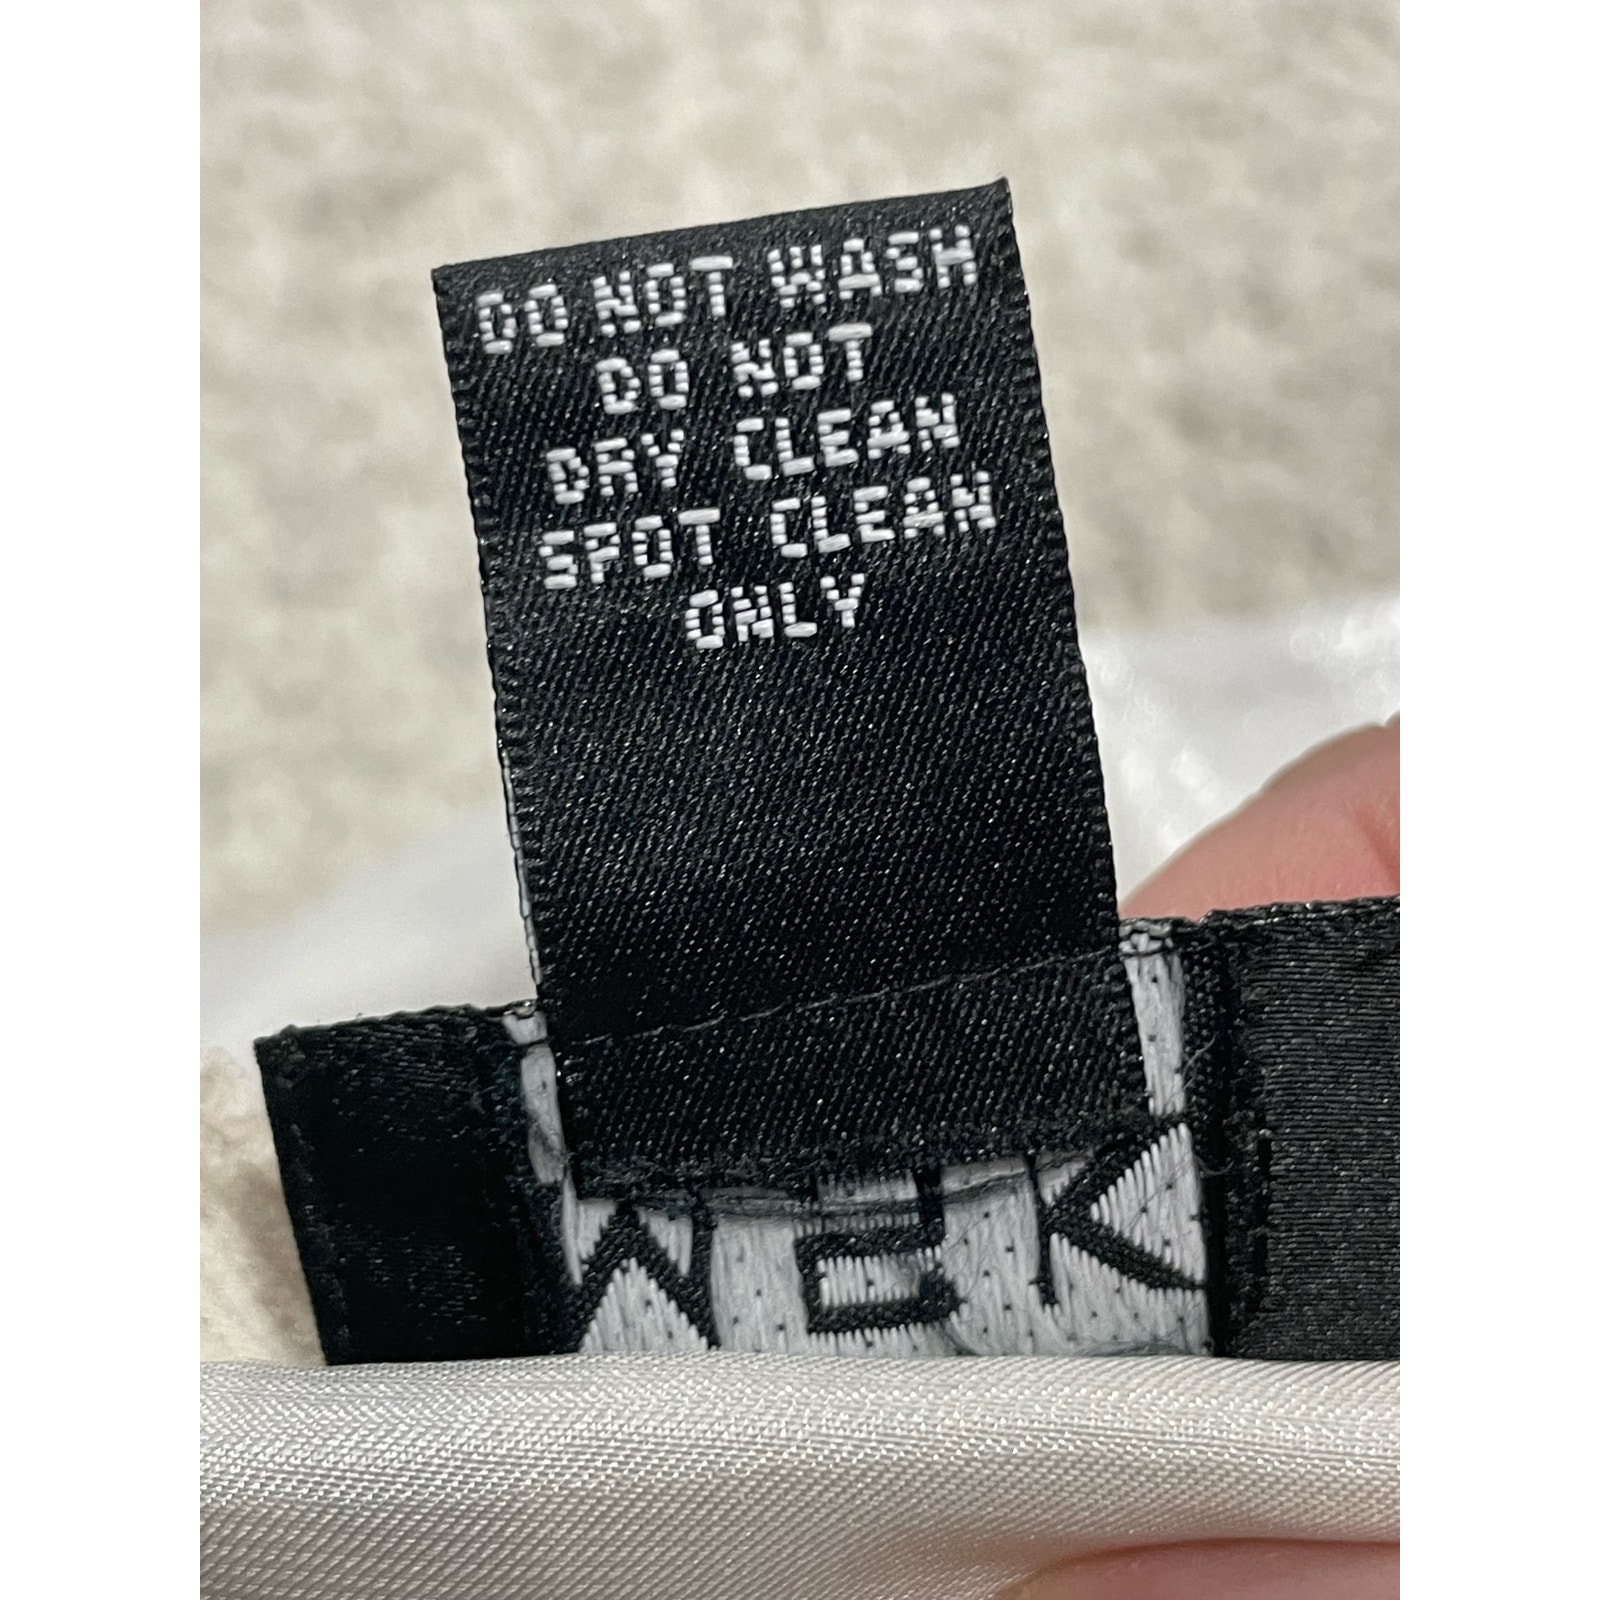 DO NOT WASH
DO NOT
DRY CLEAN
SPOT CLEAN
ONLY